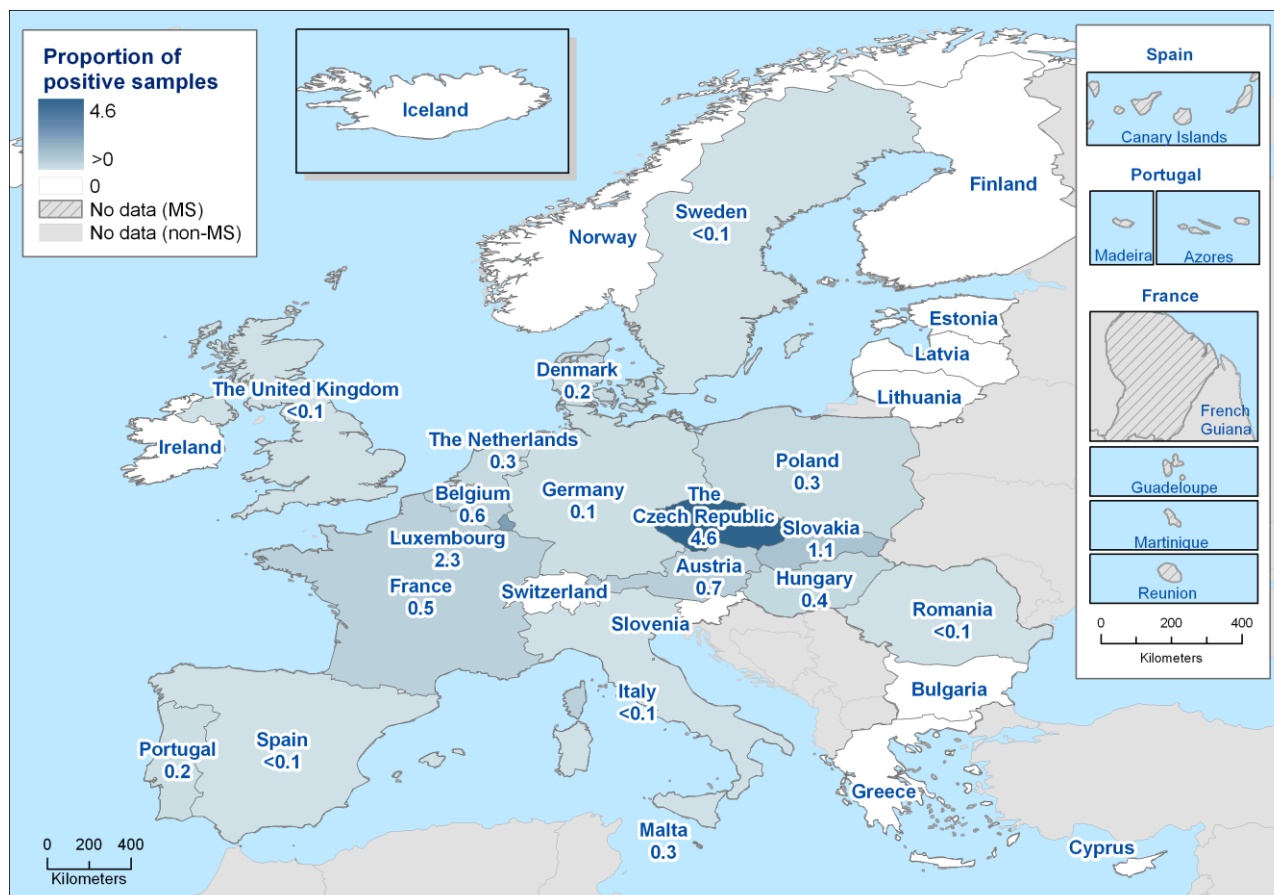 Proportion of
positive samples
4.6
>0
0
No data (MS)
No data (non-MS)
Iceland
Finland
Norway
Sweden
<0.1
Estonia
Latvia
Lithuania
Denmark
0.2
The United Kingdom
<0.1
Ireland
The Netherlands
0.3
Belgium
0.6
Germany
0.1
Poland
0.3
The
Czech Republic
4.6
Slovakia
1.1
Luxembourg
2.3
France
0.5
Austria
0.7
Hungary
0.4
Switzerland
Slovenia
Romania
<0.1
Bulgaria
Italy
<0.1
Portugal
0.2
Spain
<0.1
Greece
Malta
0.3
Cyprus
0 200 400
Kilometers
Spain
Canary Islands
Portugal
Madeira
Azores
France
French
Guiana
Guadeloupe
Martinique
Reunion
0 200 400
Kilometers